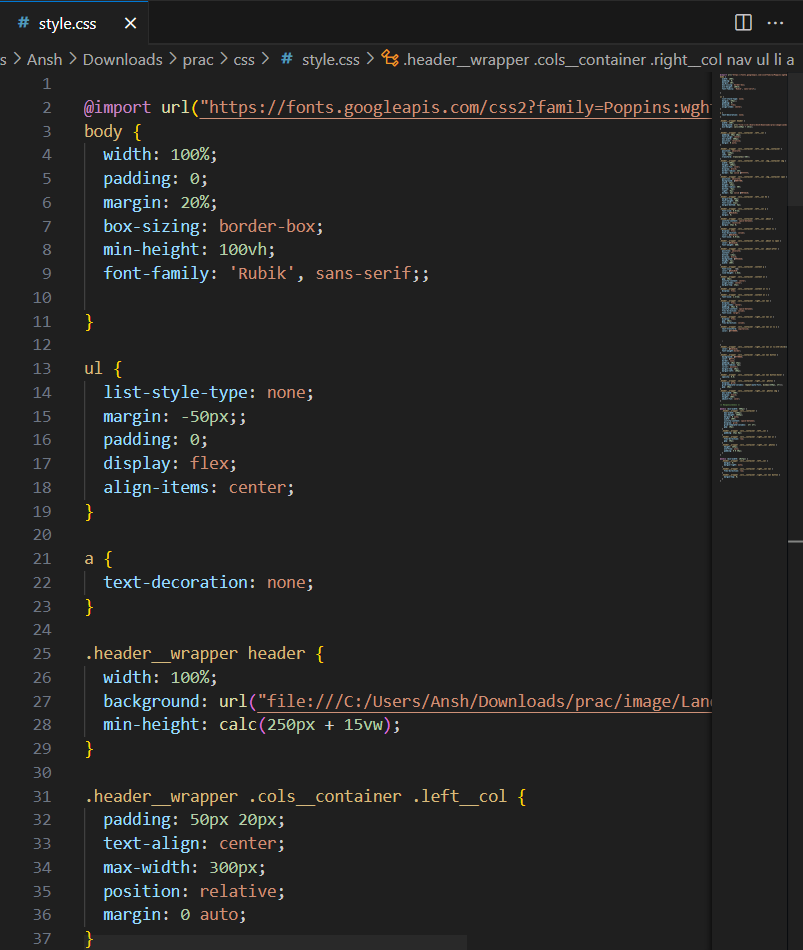 # style.css ×
s > Ansh > Downloads > prac > css > # style.css > .header__wrapper .cols__container .right__col nav ul li a
1
2 @import url("https://fonts.googleapis.com/css2?family=Poppins:wght
3 body {
4 width: 100%;
5 padding: 0;
6 margin: 20%;
7 box-sizing: border-box;
8 min-height: 100vh;
9 font-family: 'Rubik', sans-serif;;
10
11 }
12
13 ul {
14 list-style-type: none;
15 margin: -50px;;
16 padding: 0;
17 display: flex;
18 align-items: center;
19 }
20
21 a {
22 text-decoration: none;
23 }
24
25 .header__wrapper header {
26 width: 100%;
27 background: url("file:///C:/Users/Ansh/Downloads/prac/image/Lan
28 min-height: calc(250px + 15vw);
29 }
30
31 .header__wrapper .cols__container .left__col {
32 padding: 50px 20px;
33 text-align: center;
34 max-width: 300px;
35 position: relative;
36 margin: 0 auto;
37 }